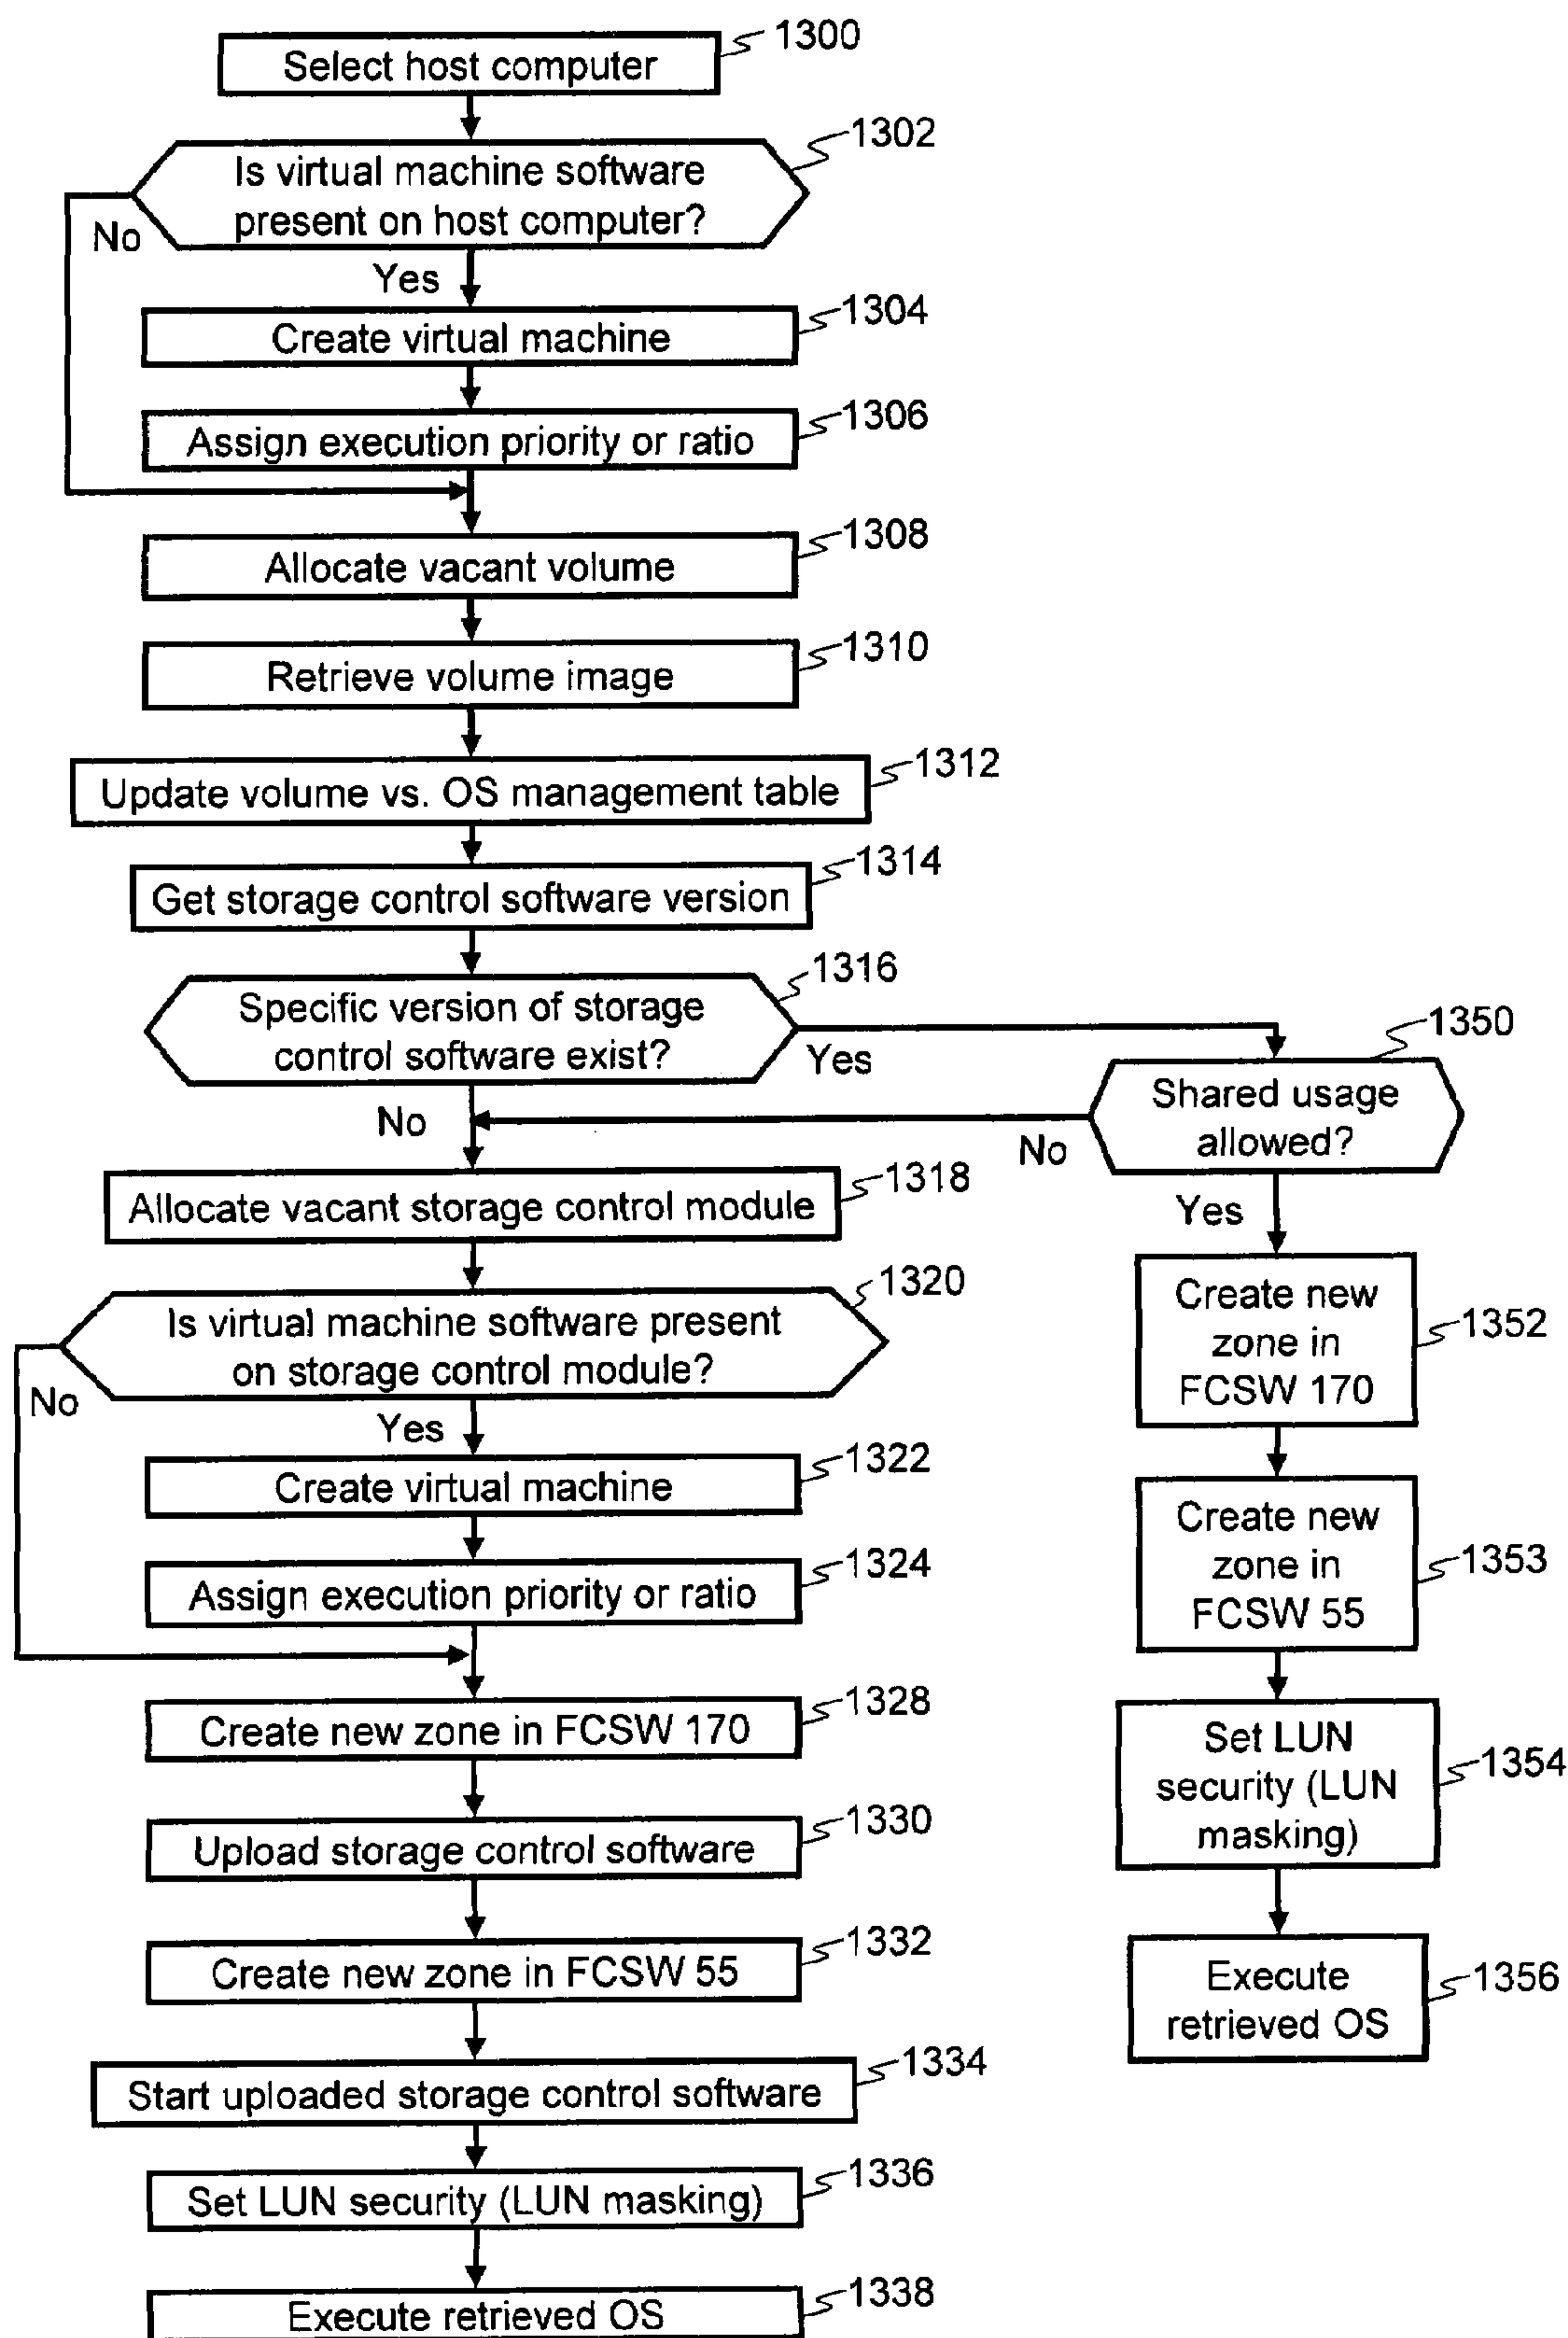 Select host computer
1300
1302
Is virtual machine software
present on host computer?
No
Yes
1304
Create virtual machine
1306
Assign execution priority or ratio
1308
Allocate vacant volume
1310
Retrieve volume image
1312
Update volume vs. OS management table
1314
Get storage control software version
1316
Specific version of storage
control software exist?
Yes
No
1350
Shared usage
allowed?
No
Yes
1318
Allocate vacant storage control module
1320
Is virtual machine software present
on storage control module?
No
Yes
1322
Create virtual machine
1324
Assign execution priority or ratio
1328
Create new zone in FCSW 170
1330
Upload storage control software
1332
Create new zone in FCSW 55
1334
Start uploaded storage control software
1336
Set LUN security (LUN masking)
1338
Execute retrieved OS
Create new
zone in
FCSW 170
1352
Create new
zone in
FCSW 55
1353
Set LUN
security (LUN
masking)
1354
Execute
retrieved OS
1356